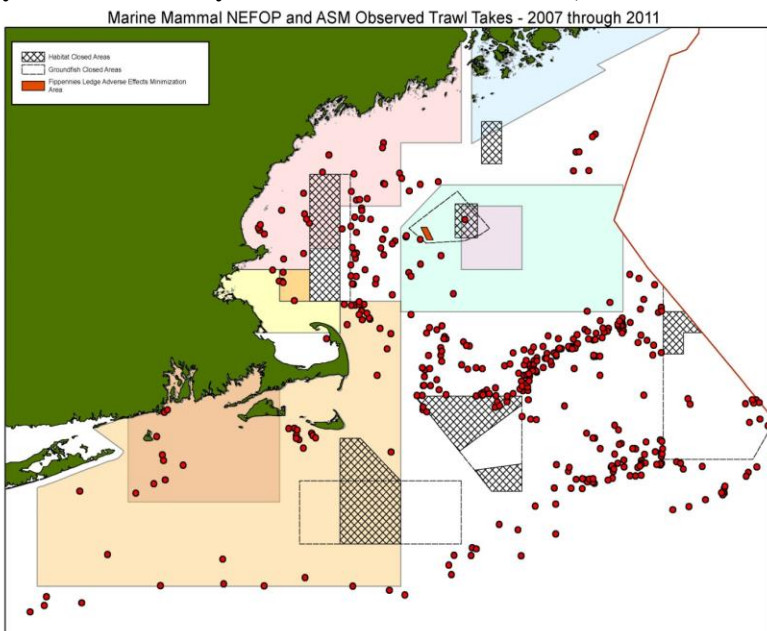 Marine Mammal NEFOP and ASM Observed Trawl Takes - 2007 through 2011
Habitat Closed Areas
Groundfish Closed Areas
Fippennies Ledge Adverse Effects Minimization
Area